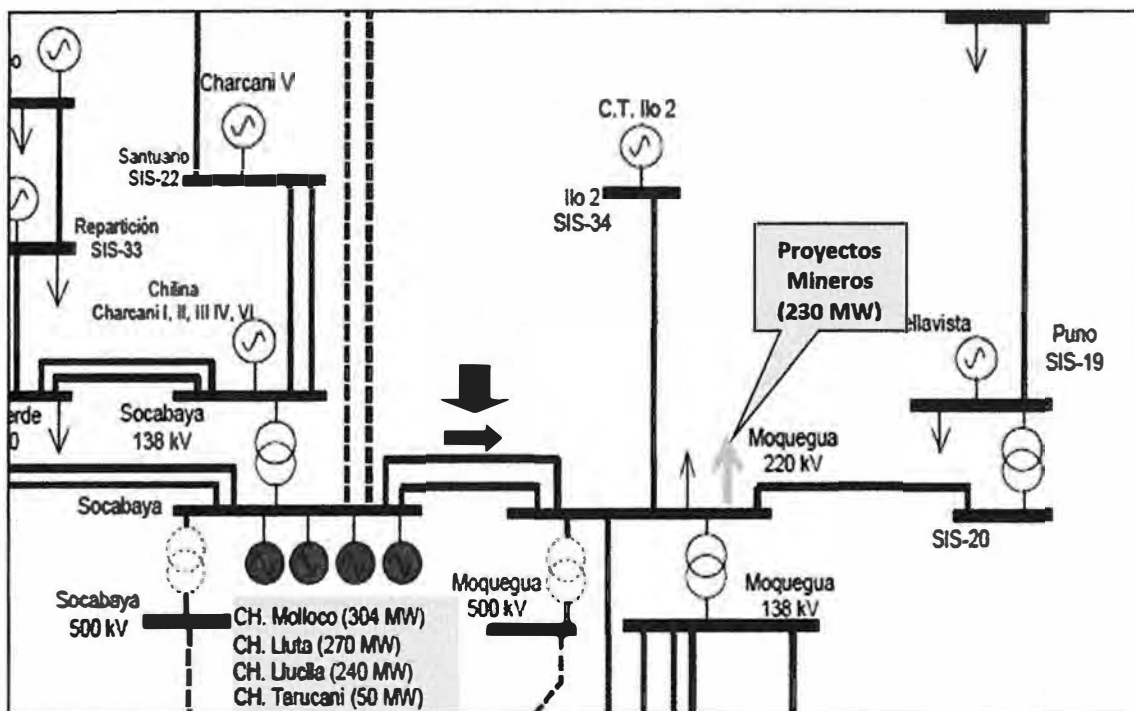 Charcani V
C.T. Ilo 2
Santuario
SIS-22
Ilo 2
SIS-34
Repartición
SIS-33
Proyectos
Mineros
(230 MW)
Chilina
Charcani I, II, III IV, VI
ellavista
Puno
SIS-19
erde
0
Socabaya
138 kV
Moquegua
220 kV
Socabaya
SIS-20
Socabaya
500 kV
Moquegua
500 kV
Moquegua
138 kV
CH. Molloco (304 MW)
CH. Lluta (270 MW)
CH. Lluclla (240 MW)
CH. Tarucani (50 MW)